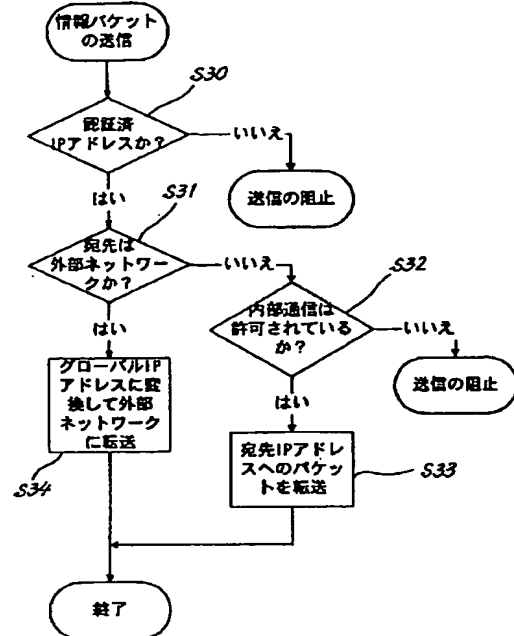 情報パケット
の送信
S30
認証済
IPアドレスか？
いいえ
送信の阻止
はい
S31
宛先は
外部ネットワー
クか？
いいえ
S32
内部通信は
許可されている
か？
いいえ
送信の阻止
はい
グローバルIP
アドレスに変
換して外部
ネットワーク
に転送
S34
はい
宛先IPアドレ
スへのパケッ
トを転送
S33
終了